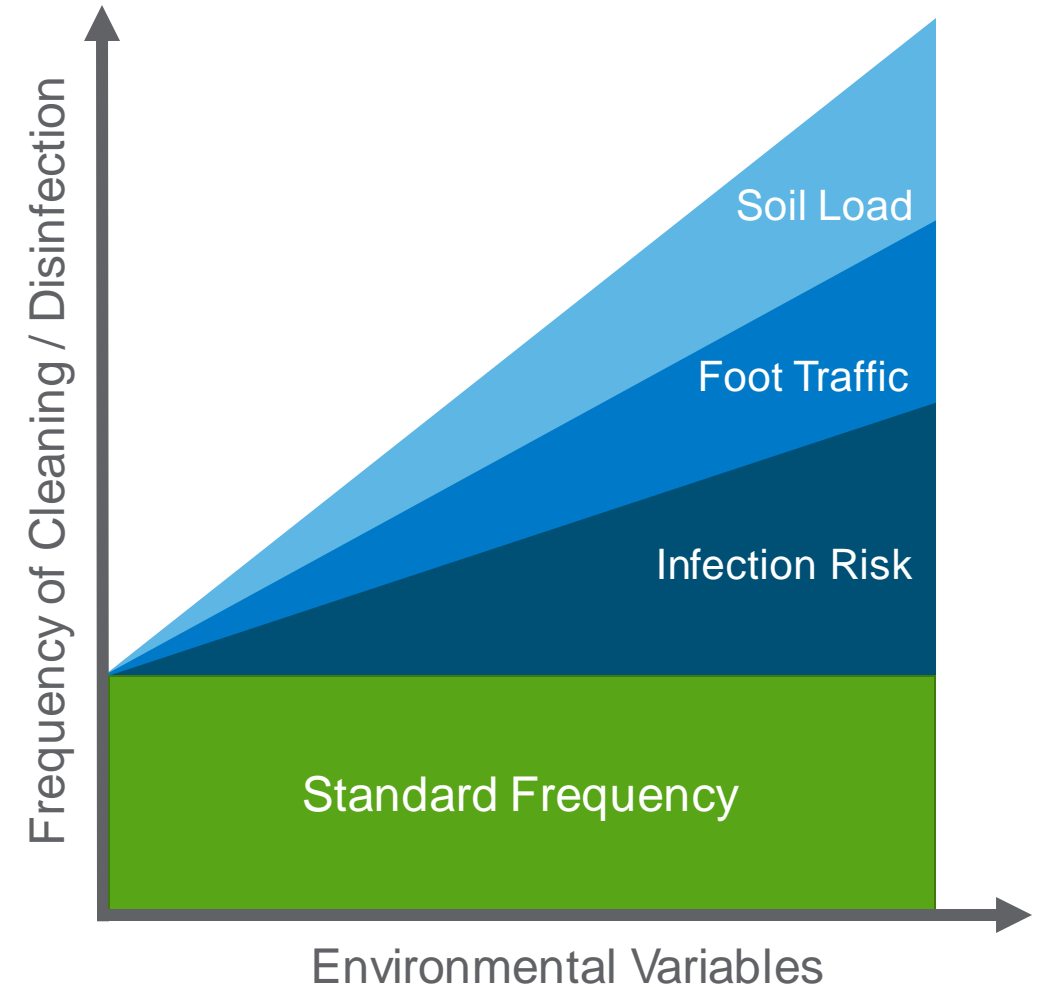 Frequency of Cleaning / Disinfection
Soil Load
Foot Traffic
Infection Risk
Standard Frequency
Environmental Variables